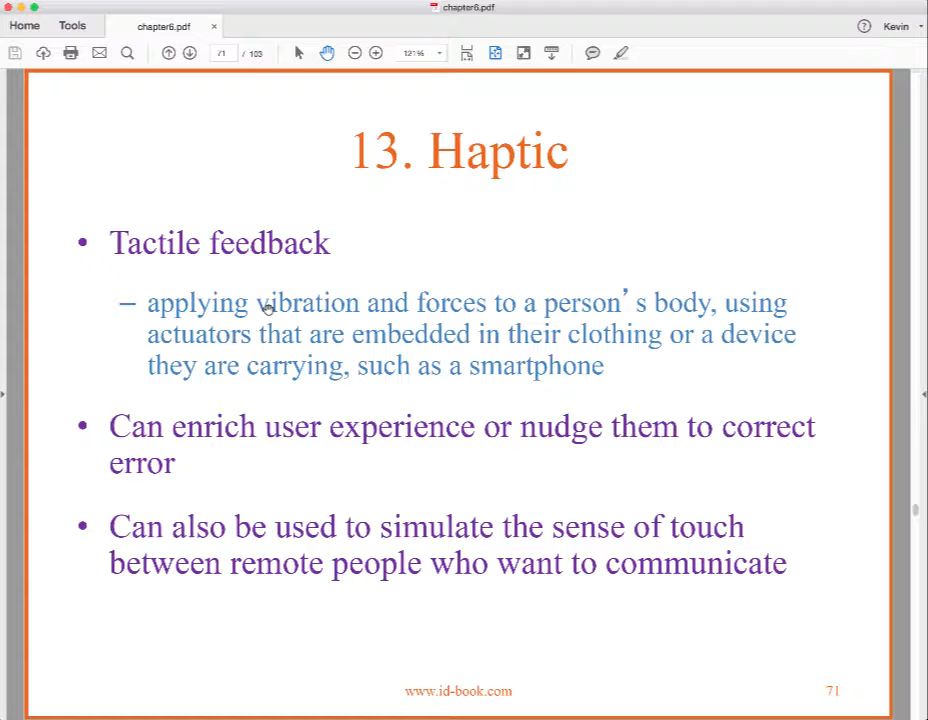 chapter6.pdf
Home Tools chapter6.pdf × ? Kevin
71 / 103 121%
13. Haptic
• Tactile feedback
– applying vibration and forces to a person’s body, using
actuators that are embedded in their clothing or a device
they are carrying, such as a smartphone
• Can enrich user experience or nudge them to correct
error
• Can also be used to simulate the sense of touch
between remote people who want to communicate
www.id-book.com 71